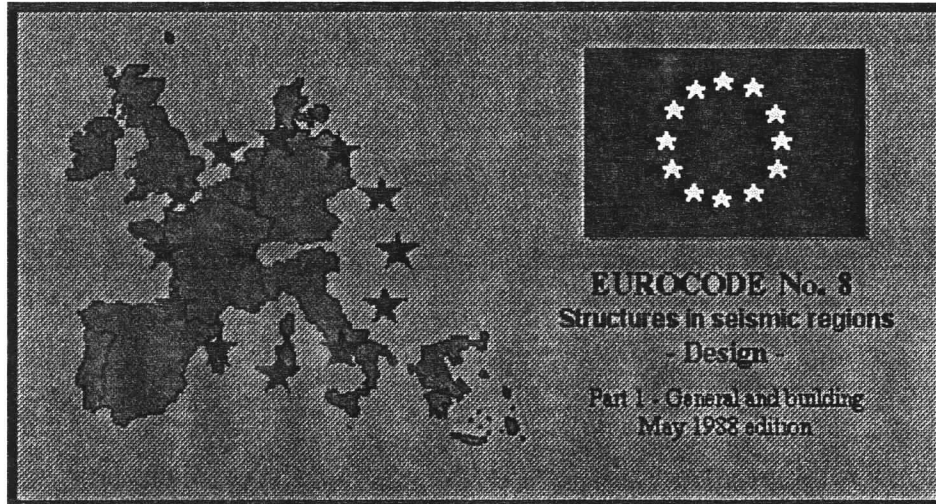 EUROCODE No. 8
Structures in seismic regions
- Design -
Part 1 - General and building
May 1988 edition